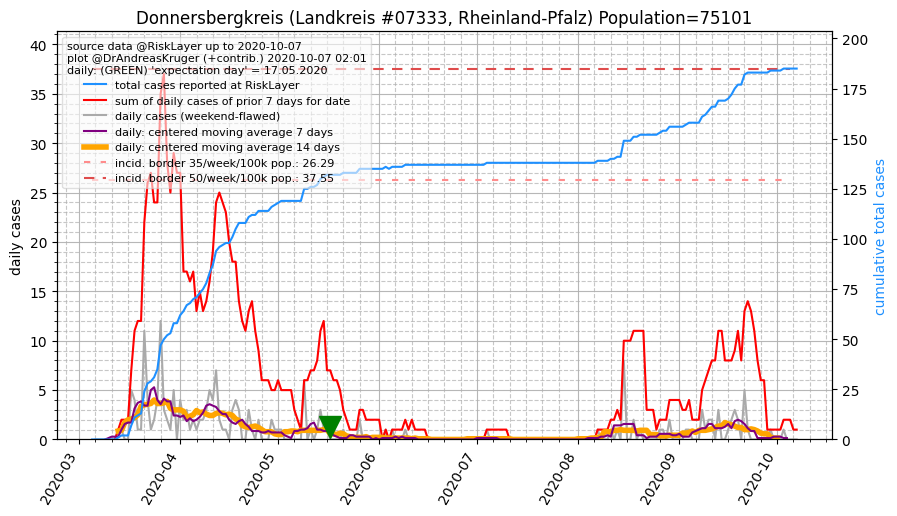 Donnersbergkreis (Landkreis #07333, Rheinland-Pfalz) Population=75101
source data @RiskLayer up to 2020-10-07
plot @DrAndreasKruger (+contrib.) 2020-10-07 02:01
daily: (GREEN) 'expectation day' = 17.05.2020
total cases reported at RiskLayer
sum of daily cases of prior 7 days for date
daily cases (weekend-flawed)
daily: centered moving average 7 days
daily: centered moving average 14 days
incid. border 35/week/100k pop.: 26.29
incid. border 50/week/100k pop.: 37.55
daily cases
40
35
30
25
20
15
10
5
0
cumulative total cases
200
175
150
125
100
75
50
25
0
2020-03
2020-04
2020-05
2020-06
2020-07
2020-08
2020-09
2020-10